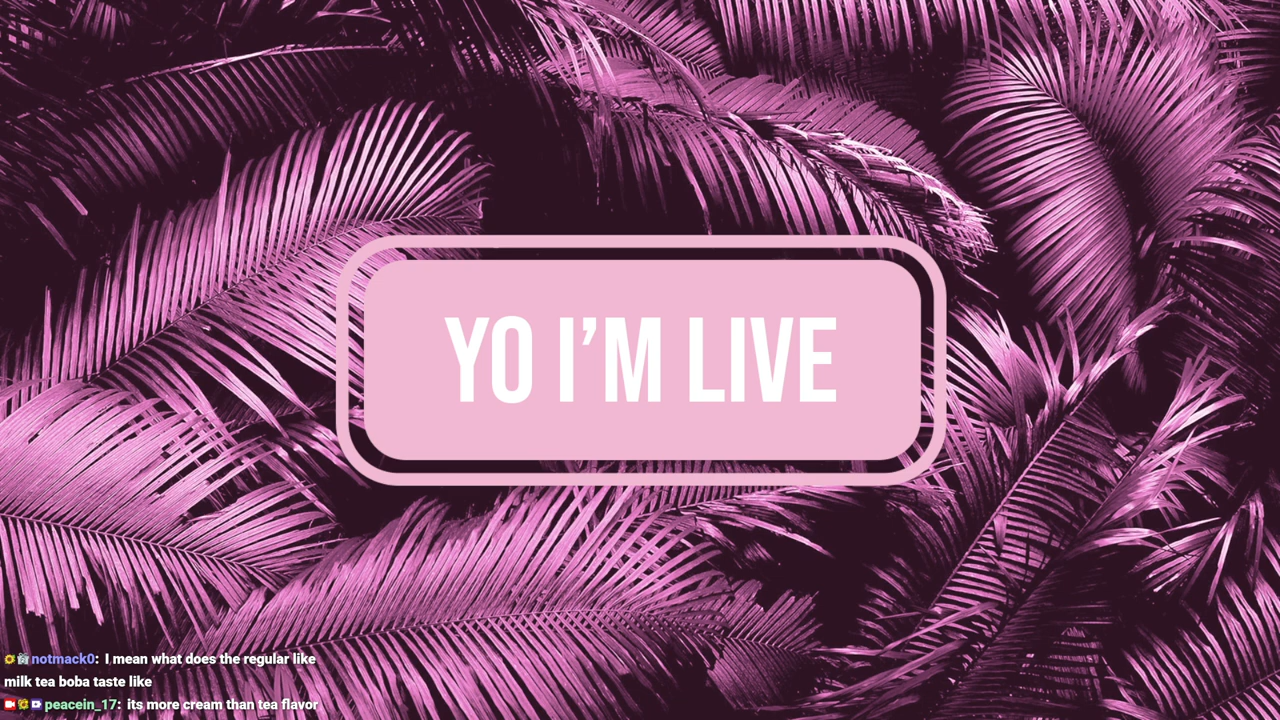 YO I’M LIVE
notmack0: I mean what does the regular like
milk tea boba taste like
peacein_17: its more cream than tea flavor